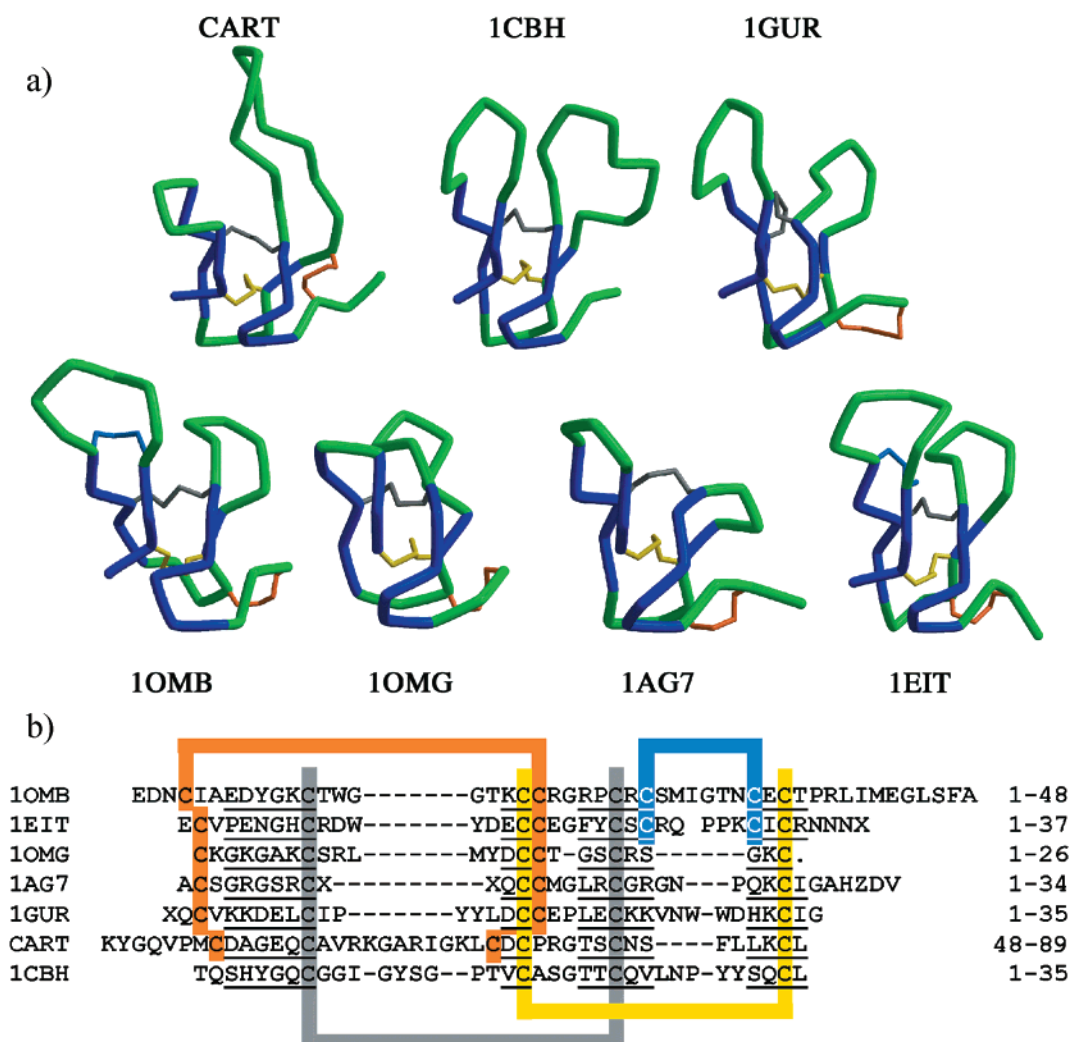 CART 1CBH 1GUR
a)
1OMB 1OMG 1AG7 1EIT
b)
1OMB EDNCIAEDYGKCTWG-------GTKCCRGRPCRCSMIGTNCECTPRLIMEGLSFA 1-48
1EIT ECVPENGHCRDW------YDECCEGFYCSCRQ PPKCICRNNNX 1-37
1OMG CKGKGAKCSRL------MYDCCT-GSCRS-----GKC. 1-26
1AG7 ACSGRGSRCX---------XQCCMGLRCGRGN---PQKCIGAHZDV 1-34
1GUR XQCVKKDELCIP-------YYLDCCEPLECKKVNW-WDHKCIG 1-35
CART KYGQVPMCDAGEQCAVRKGARIGKLCDCPRGTSCNS----FLLKCL 48-89
1CBH TQSHYGQCGGI-GYSG--PTVCASGTTCQVLNP-YYSQCL 1-35